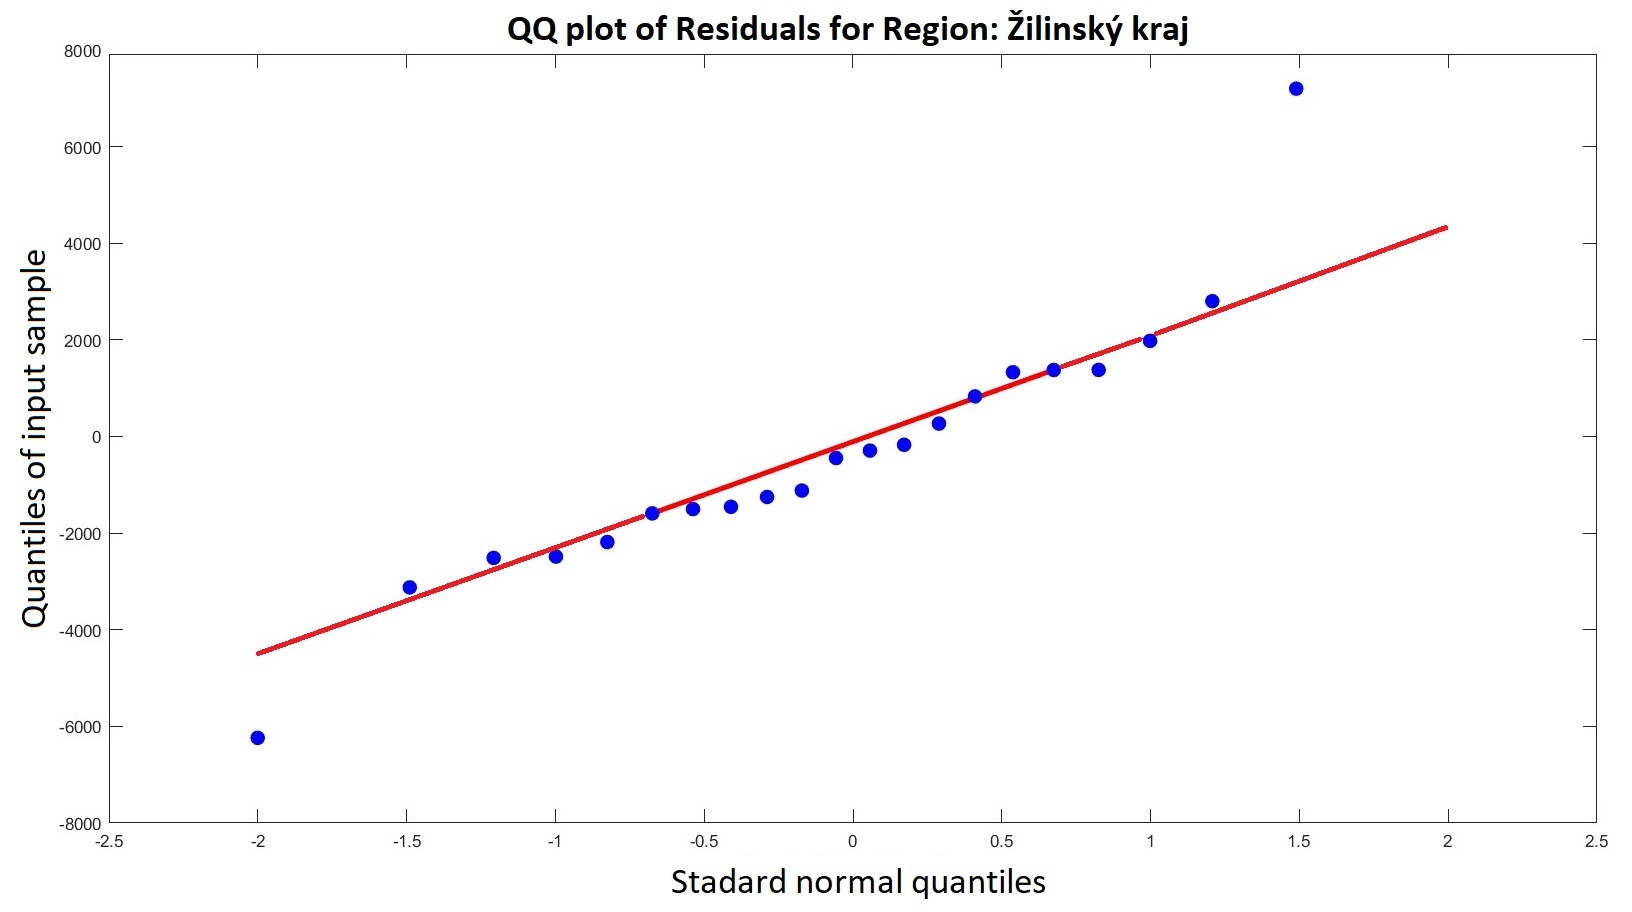 QQ plot of Residuals for Region: Žilinský kraj
8000
6000
4000
2000
0
-2000
-4000
-6000
-8000
Quantiles of input sample
-2.5 -2 -1.5 -1 -0.5 0 0.5 1 1.5 2 2.5
Stadard normal quantiles